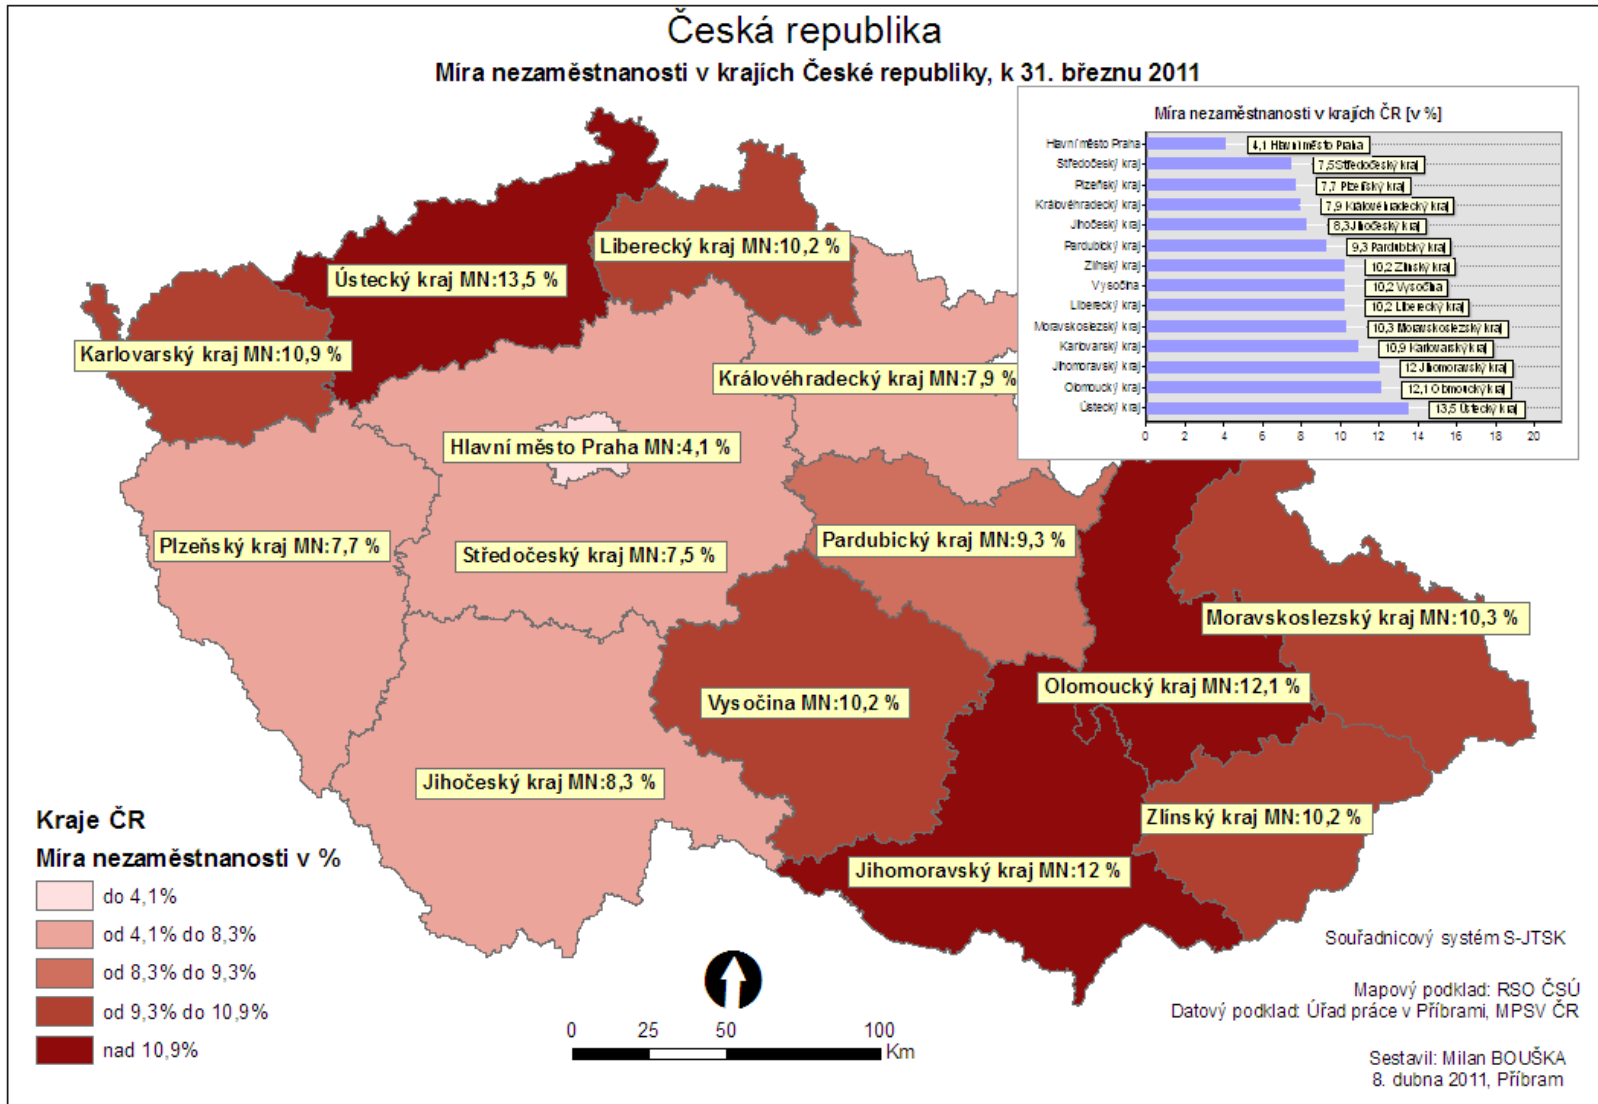 Česká republika
Míra nezaměstnanosti v krajích České republiky, k 31. březnu 2011
Míra nezaměstnanosti v krajích ČR [v %]
Hlavní město Praha 4,1 Hlavní město Praha
Středočeský kraj 7,5 Středočeský kraj
Plzeňský kraj 7,7 Plzeňský kraj
Královéhradecký kraj 7,9 Královéhradecký kraj
Jihočeský kraj 8,3 Jihočeský kraj
Pardubický kraj 9,3 Pardubický kraj
Zlínský kraj 10,2 Zlínský kraj
Vysočina 10,2 Vysočina
Liberecký kraj 10,2 Liberecký kraj
Moravskoslezský kraj 10,3 Moravskoslezský kraj
Karlovarský kraj 10,9 Karlovarský kraj
Jihomoravský kraj 12 Jihomoravský kraj
Olomoucký kraj 12,1 Olomoucký kraj
Ústecký kraj 13,5 Ústecký kraj
0 2 4 6 8 10 12 14 16 18 20
Liberecký kraj MN:10,2 %
Ústecký kraj MN:13,5 %
Karlovarský kraj MN:10,9 %
Královéhradecký kraj MN:7,9 %
Hlavní město Praha MN:4,1 %
Plzeňský kraj MN:7,7 %
Středočeský kraj MN:7,5 %
Pardubický kraj MN:9,3 %
Moravskoslezský kraj MN:10,3 %
Olomoucký kraj MN:12,1 %
Vysočina MN:10,2 %
Jihočeský kraj MN:8,3 %
Zlínský kraj MN:10,2 %
Jihomoravský kraj MN:12 %
Kraje ČR
Míra nezaměstnanosti v %
do 4,1%
od 4,1% do 8,3%
od 8,3% do 9,3%
od 9,3% do 10,9%
nad 10,9%
0 25 50 100
Km
Souřadnicový systém S-JTSK
Mapový podklad: RSO ČSÚ
Datový podklad: Úřad práce v Příbrami, MPSV ČR
Sestavil: Milan BOUŠKA
8. dubna 2011, Příbram